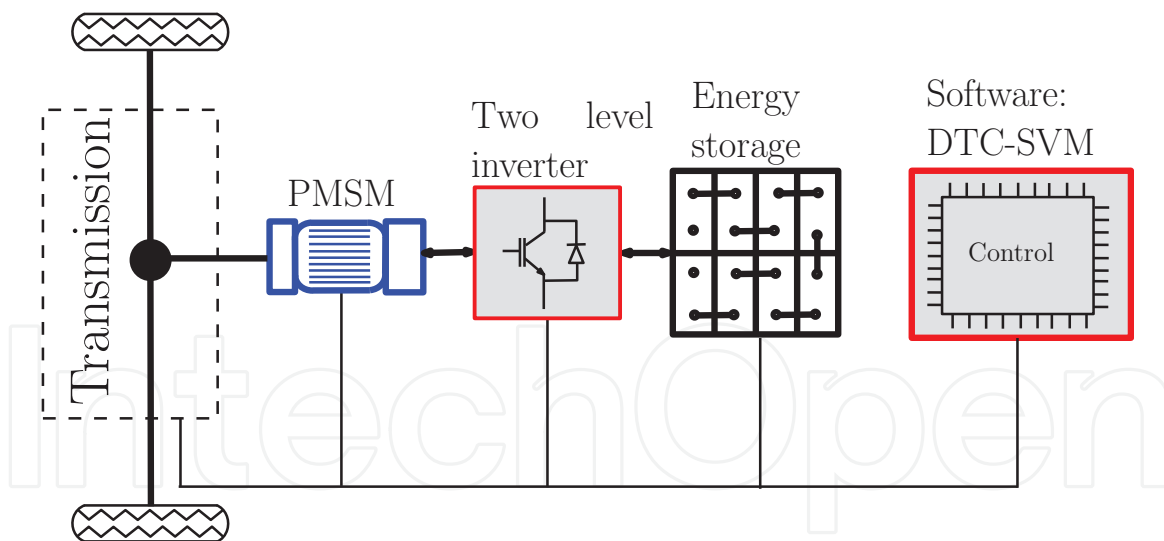 Transmission
PMSM
Two level
inverter
Energy
storage
Software:
DTC-SVM
Control
IntechOpen